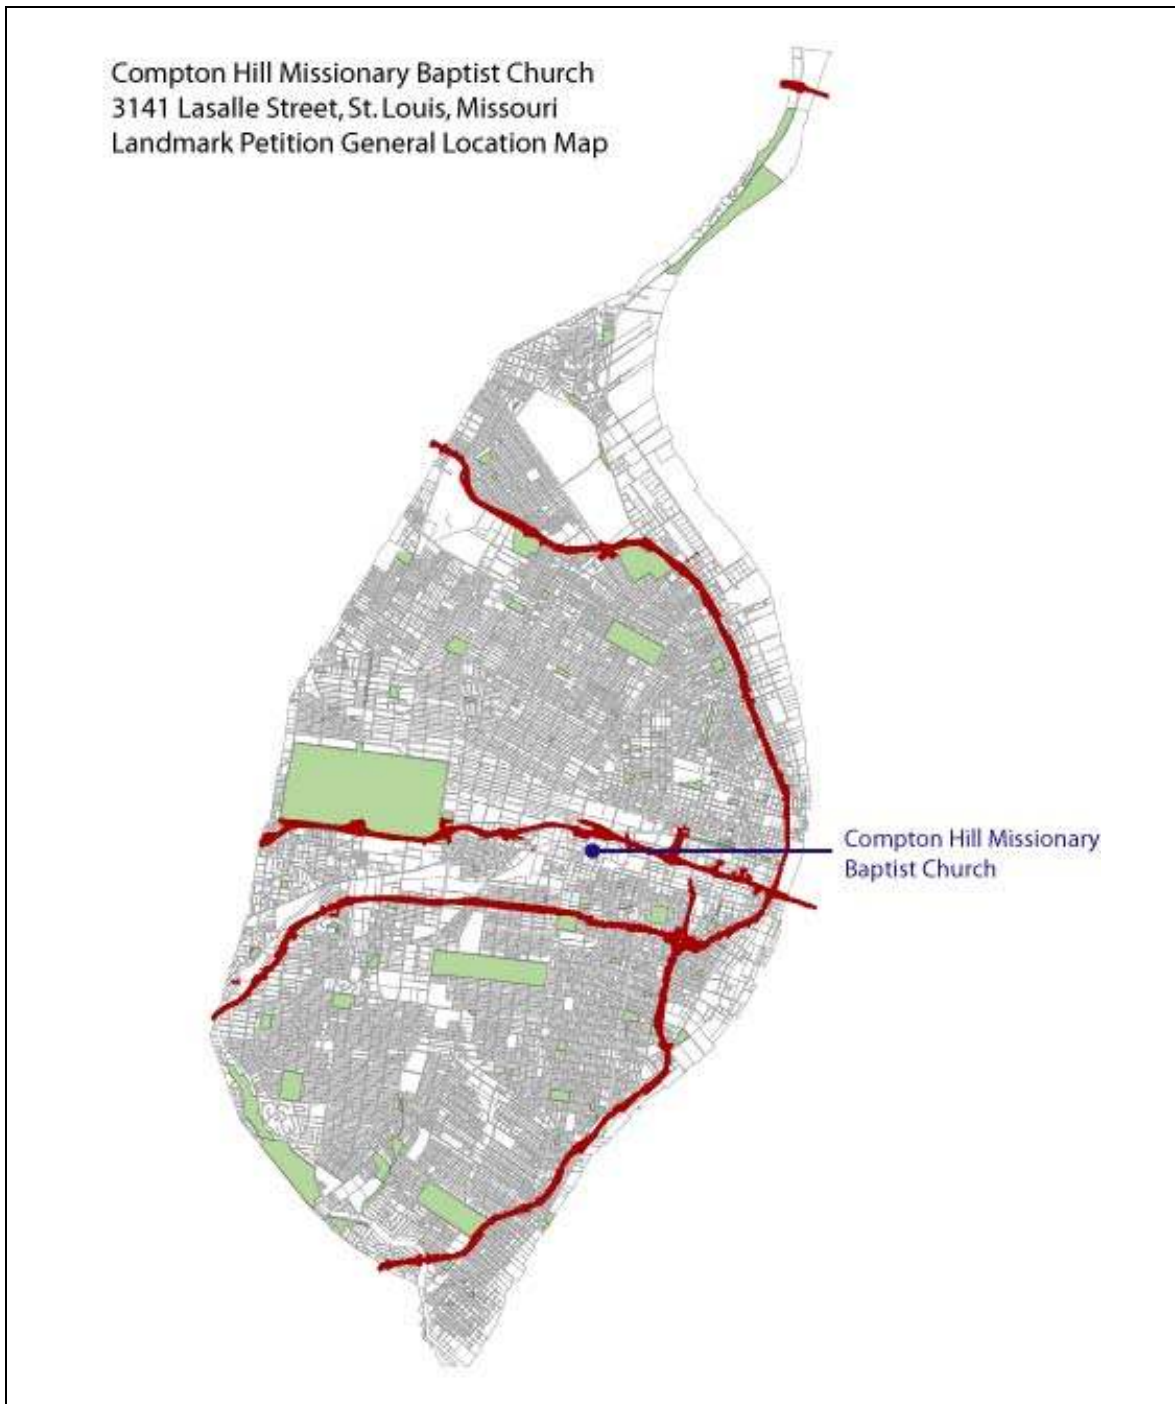 Compton Hill Missionary Baptist Church
3141 Lasalle Street, St. Louis, Missouri
Landmark Petition General Location Map
Compton Hill Missionary
Baptist Church